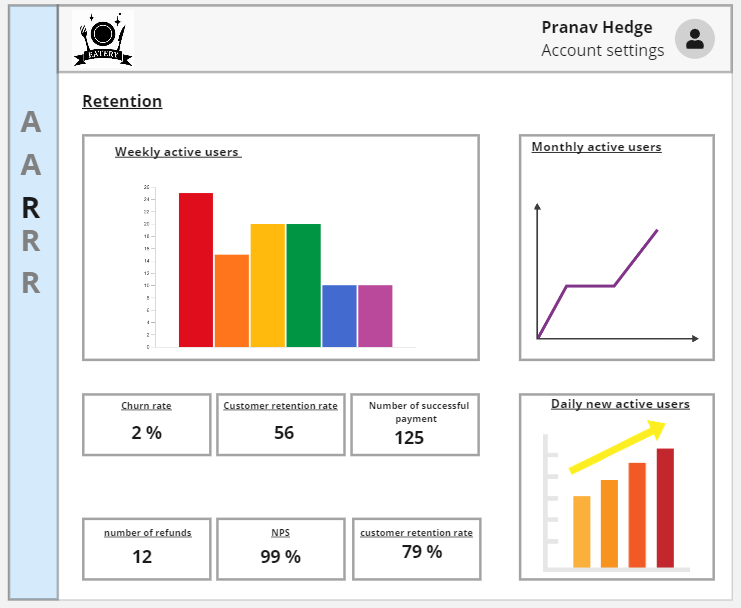 EATERY
Pranav Hedge
Account settings
A
A
R
R
R
Retention
Weekly active users
26
24
22
20
18
16
14
12
10
8
6
4
2
0
Monthly active users
Churn rate
2 %
Customer retention rate
56
Number of successful
payment
125
Daily new active users
number of refunds
12
NPS
99 %
customer retention rate
79 %